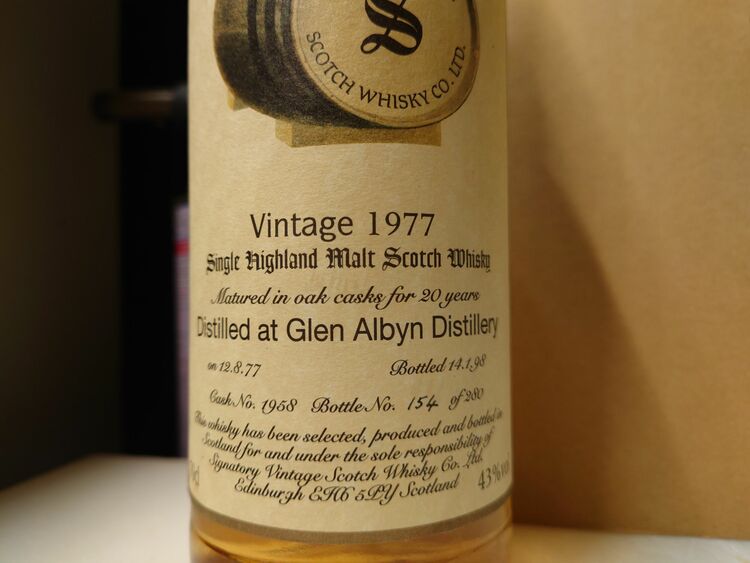 S
SCOTCH WHISKY CO. LTD.
Vintage 1977
Single Highland Malt Scotch Whisky
Matured in oak casks for 20 years
Distilled at Glen Albyn Distillery
on 12.8.77 Bottled 14.1.98
Cask No. 1958 Bottle No. 154 of 280
This whisky has been selected, produced and bottled in
Scotland for and under the sole responsibility of
Signatory Vintage Scotch Whisky Co. Ltd.
Edinburgh EH6 5PY Scotland
43%vol